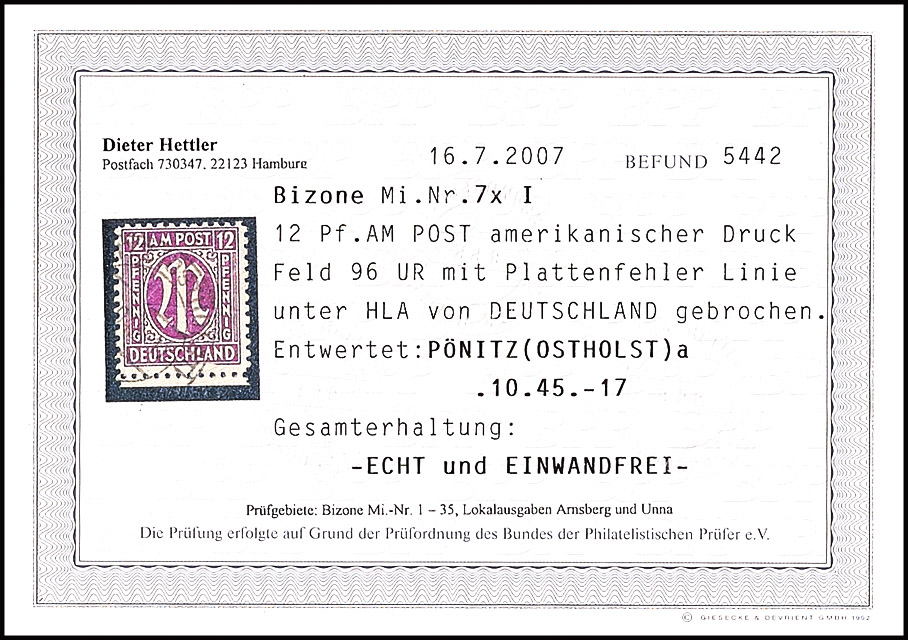 Dieter Hettler
Postfach 730347, 22123 Hamburg
16.7.2007
BEFUND 5442
Bizone Mi.Nr.7x I
12 Pf.AM POST amerikanischer Druck
Feld 96 UR mit Plattenfehler Linie
unter HLA von DEUTSCHLAND gebrochen.
Entwertet:PÖNITZ(OSTHOLST)a
.10.45.-17
Gesamterhaltung:
-ECHT und EINWANDFREI-
12 AM POST 12
PFENNIG
PFENNIG
DEUTSCHLAND
Prüfgebiete: Bizone Mi.-Nr. 1 – 35, Lokalausgaben Arnsberg und Unna
Die Prüfung erfolgte auf Grund der Prüfordnung des Bundes der Philatelistischen Prüfer e.V.
© GIESECKE & DEVRIENT GMBH 1992